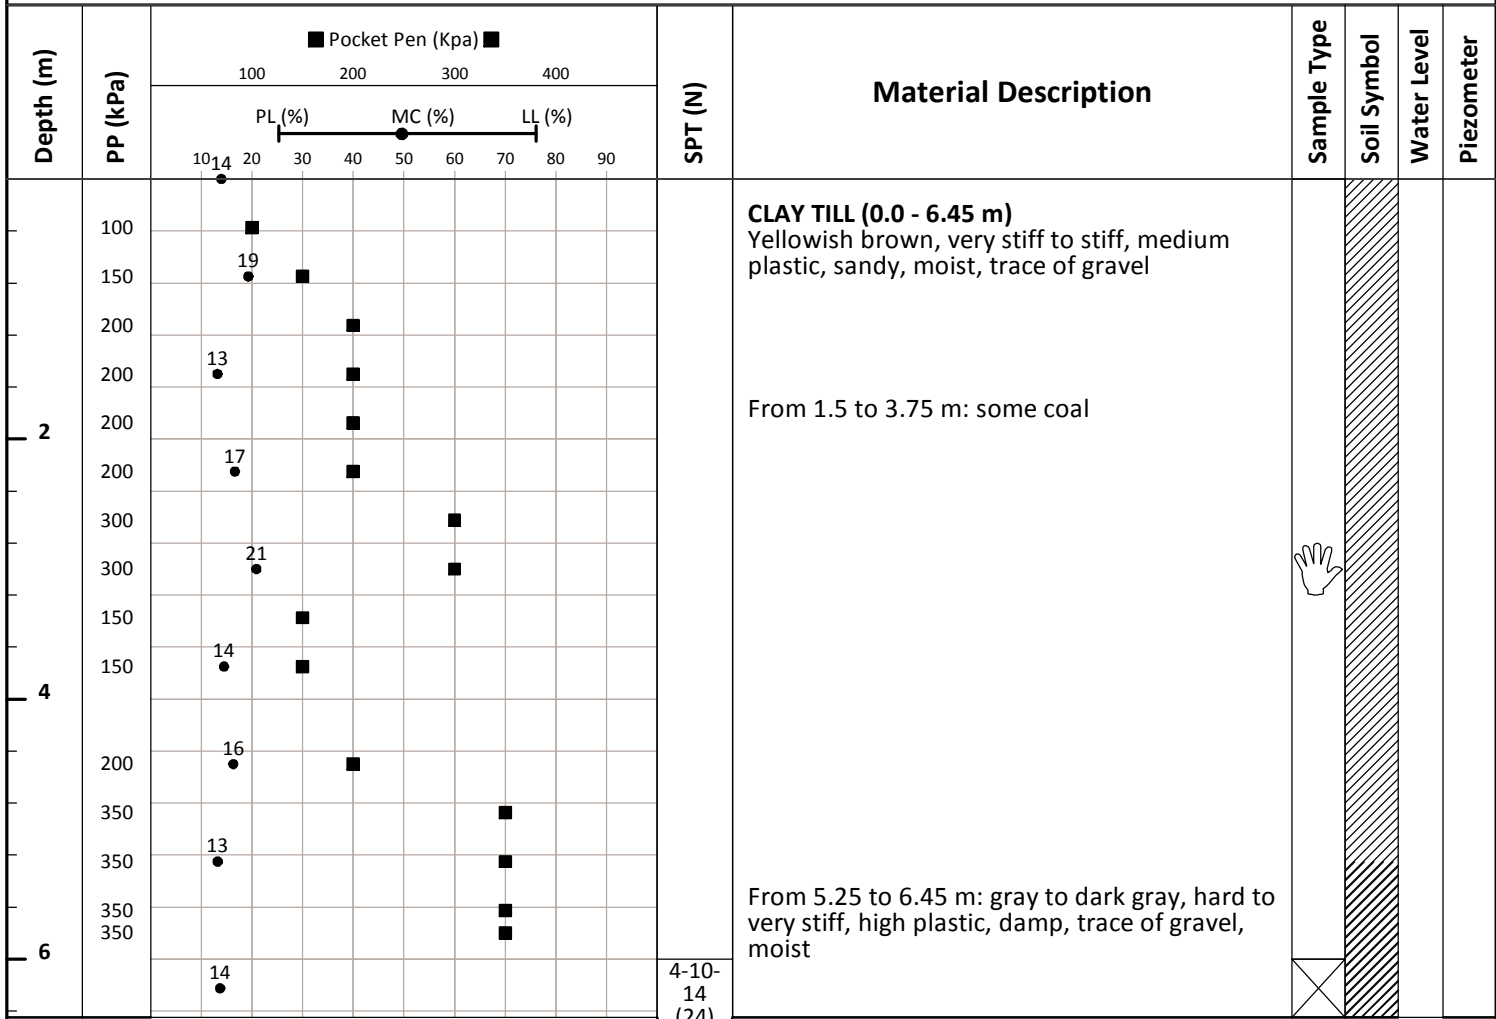 Pocket Pen (Kpa)
100 200 300 400
PL (%) MC (%) LL (%)
10 20 30 40 50 60 70 80 90
Depth (m)
PP (kPa)
SPT (N)
Material Description
Sample Type
Soil Symbol
Water Level
Piezometer
14
100
19
150
200
13
200
200
2
17
200
300
21
300
150
14
150
4
16
200
350
13
350
350
350
6
14
CLAY TILL (0.0 - 6.45 m)
Yellowish brown, very stiff to stiff, medium
plastic, sandy, moist, trace of gravel
From 1.5 to 3.75 m: some coal
From 5.25 to 6.45 m: gray to dark gray, hard to
very stiff, high plastic, damp, trace of gravel,
moist
4-10-
14
(24)